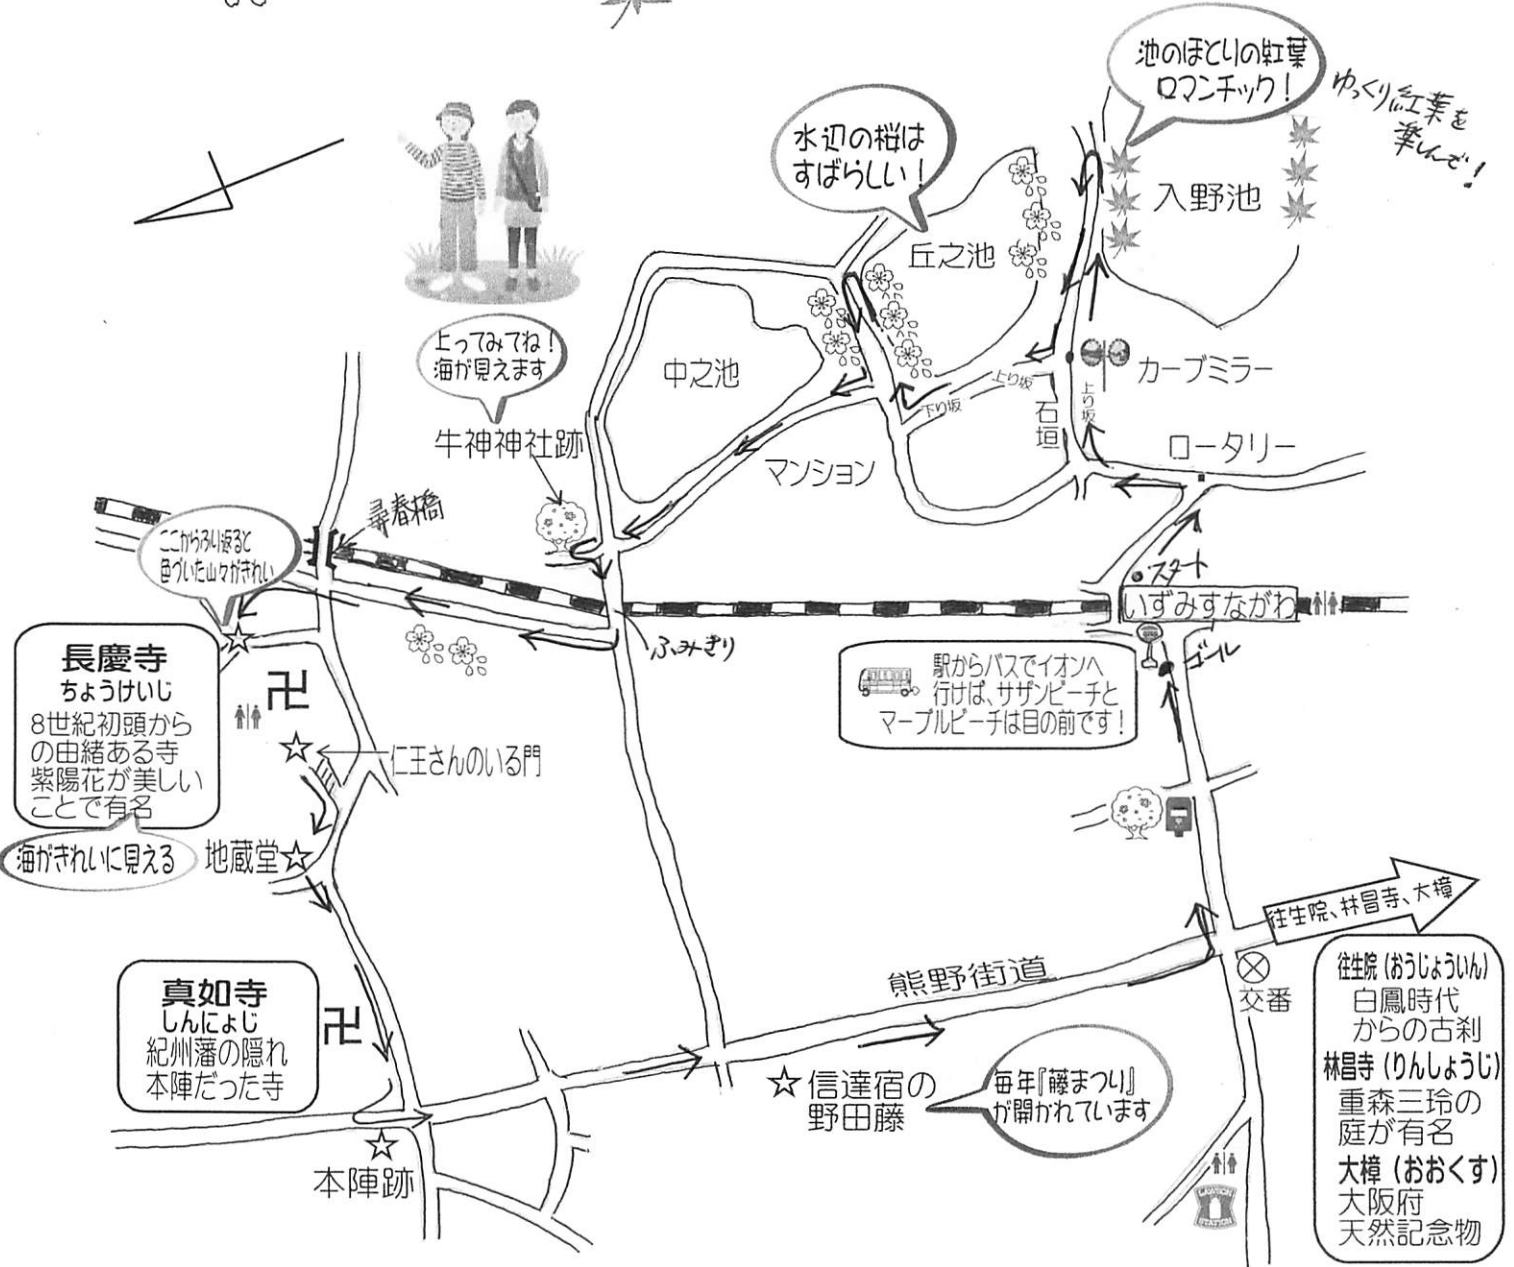 池のほとりの紅葉
ロマンチック！
ゆっくり紅葉を
楽しんで！
水辺の桜は
すばらしい！
入野池
丘之池
上ってみてね！
海が見えます
中之池
カーブミラー
上り坂
上り坂
下り坂
石垣
牛神神社跡
マンション
ロータリー
尋春橋
ここからふり返ると
色づいた山々がきれい
スタート
いずみすながわ
ふみきり
ゴール
長慶寺
ちょうけいじ
8世紀初頭から
の由緒ある寺
紫陽花が美しい
ことで有名
卍
駅からバスでイオンへ
行けば、サザンビーチと
マーブルビーチは目の前です！
仁王さんのいる門
海がきれいに見える
地蔵堂
往生院、林昌寺、大樟
熊野街道
交番
真如寺
しんにょじ
紀州藩の隠れ
本陣だった寺
卍
往生院（おうじょういん）
白鳳時代
からの古刹
林昌寺（りんしょうじ）
重森三玲の
庭が有名
大樟（おおくす）
大阪府
天然記念物
信達宿の
野田藤
毎年『藤まつり』
が開かれています
本陣跡
LAWSON
STATION